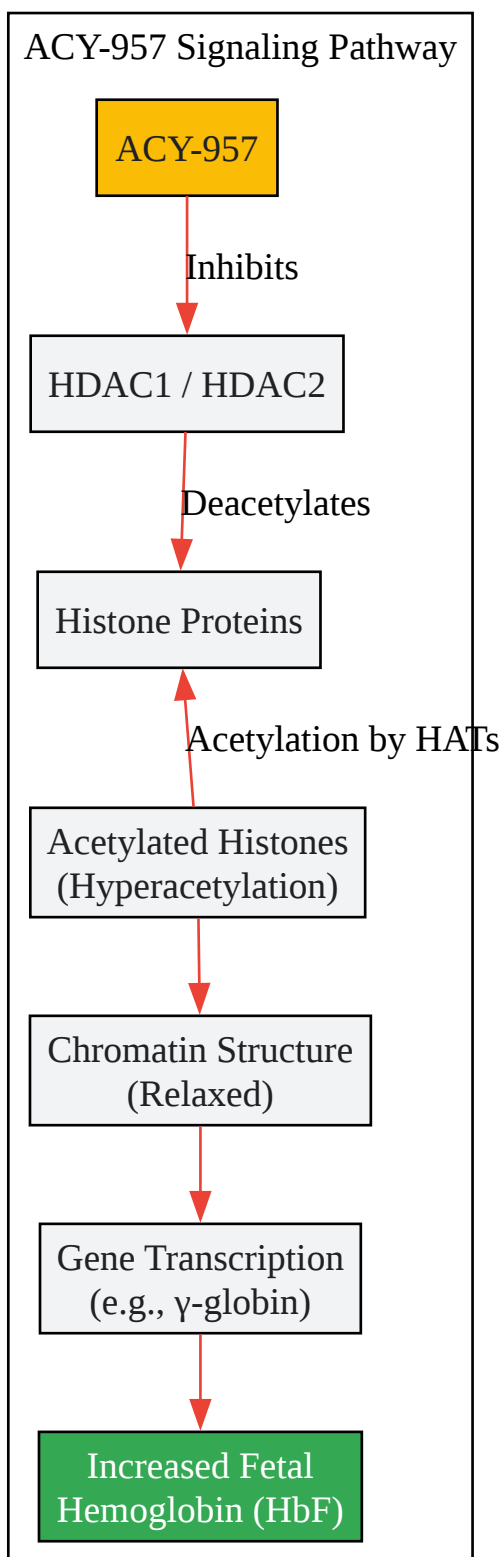 ACY-957 Signaling Pathway
ACY-957
Inhibits
HDAC1 / HDAC2
Deacetylates
Histone Proteins
Acetylation by HATs
Acetylated Histones
(Hyperacetylation)
Chromatin Structure
(Relaxed)
Gene Transcription
(e.g., γ-globin)
Increased Fetal
Hemoglobin (HbF)